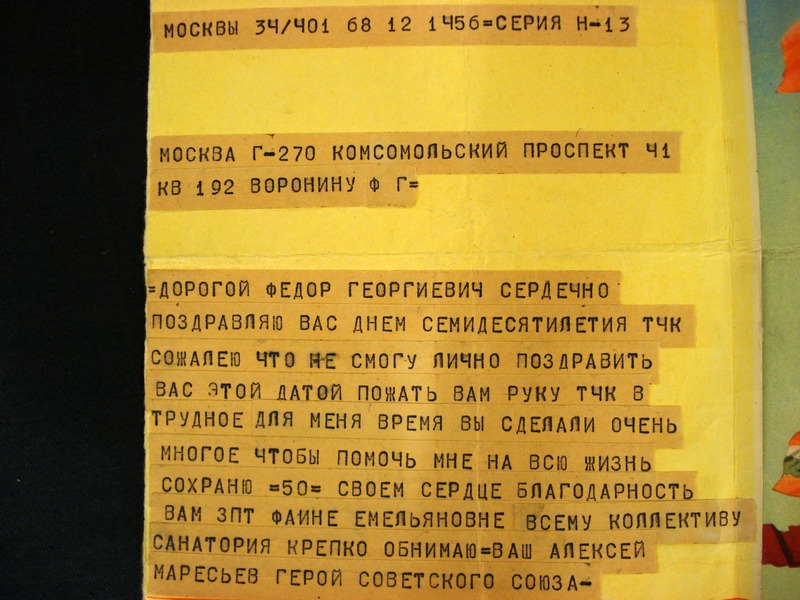 МОСКВЫ 34/401 68 12 1456=СЕРИЯ Н-13
МОСКВА Г-270 КОМСОМОЛЬСКИЙ ПРОСПЕКТ 41
КВ 192 ВОРОНИНУ Ф Г=
=ДОРОГОЙ ФЕДОР ГЕОРГИЕВИЧ СЕРДЕЧНО
ПОЗДРАВЛЯЮ ВАС ДНЕМ СЕМИДЕСЯТИЛЕТИЯ ТЧК
СОЖАЛЕЮ ЧТО НЕ СМОГУ ЛИЧНО ПОЗДРАВИТЬ
ВАС ЭТОЙ ДАТОЙ ПОЖАТЬ ВАМ РУКУ ТЧК В
ТРУДНОЕ ДЛЯ МЕНЯ ВРЕМЯ ВЫ СДЕЛАЛИ ОЧЕНЬ
МНОГОЕ ЧТОБЫ ПОМОЧЬ МНЕ НА ВСЮ ЖИЗНЬ
СОХРАНЮ =50= СВОЕМ СЕРДЦЕ БЛАГОДАРНОСТЬ
ВАМ ЗПТ ФАИНЕ ЕМЕЛЬЯНОВНЕ ВСЕМУ КОЛЛЕКТИВУ
САНАТОРИЯ КРЕПКО ОБНИМАЮ=ВАШ АЛЕКСЕЙ
МАРЕСЬЕВ ГЕРОЙ СОВЕТСКОГО СОЮЗА-